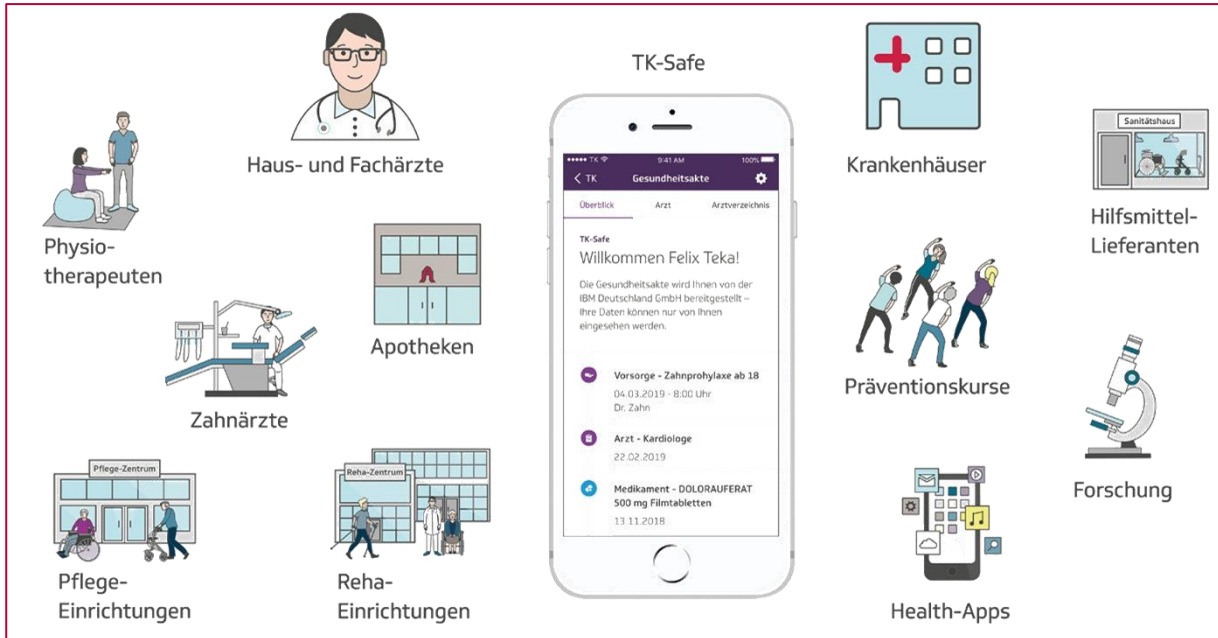 TK-Safe
Haus- und Fachärzte
Krankenhäuser
Sanitätshaus
Hilfsmittel-
Lieferanten
Physio-
therapeuten
Apotheken
Zahnärzte
Pflege-Zentrum
Pflege-
Einrichtungen
Reha-Zentrum
Reha-
Einrichtungen
TK
9:41 AM
100%
TK
Gesundheitsakte
Überblick
Arzt
Arztverzeichnis
TK-Safe
Willkommen Felix Teka!
Die Gesundheitsakte wird Ihnen von der
IBM Deutschland GmbH bereitgestellt –
Ihre Daten können nur von Ihnen
eingesehen werden.
Vorsorge - Zahnprohylaxe ab 18
04.03.2019 - 8:00 Uhr
Dr. Zahn
Arzt - Kardiologe
22.02.2019
Medikament - DOLORAUFERAT
500 mg Filmtabletten
13.11.2018
Präventionskurse
Forschung
Health-Apps